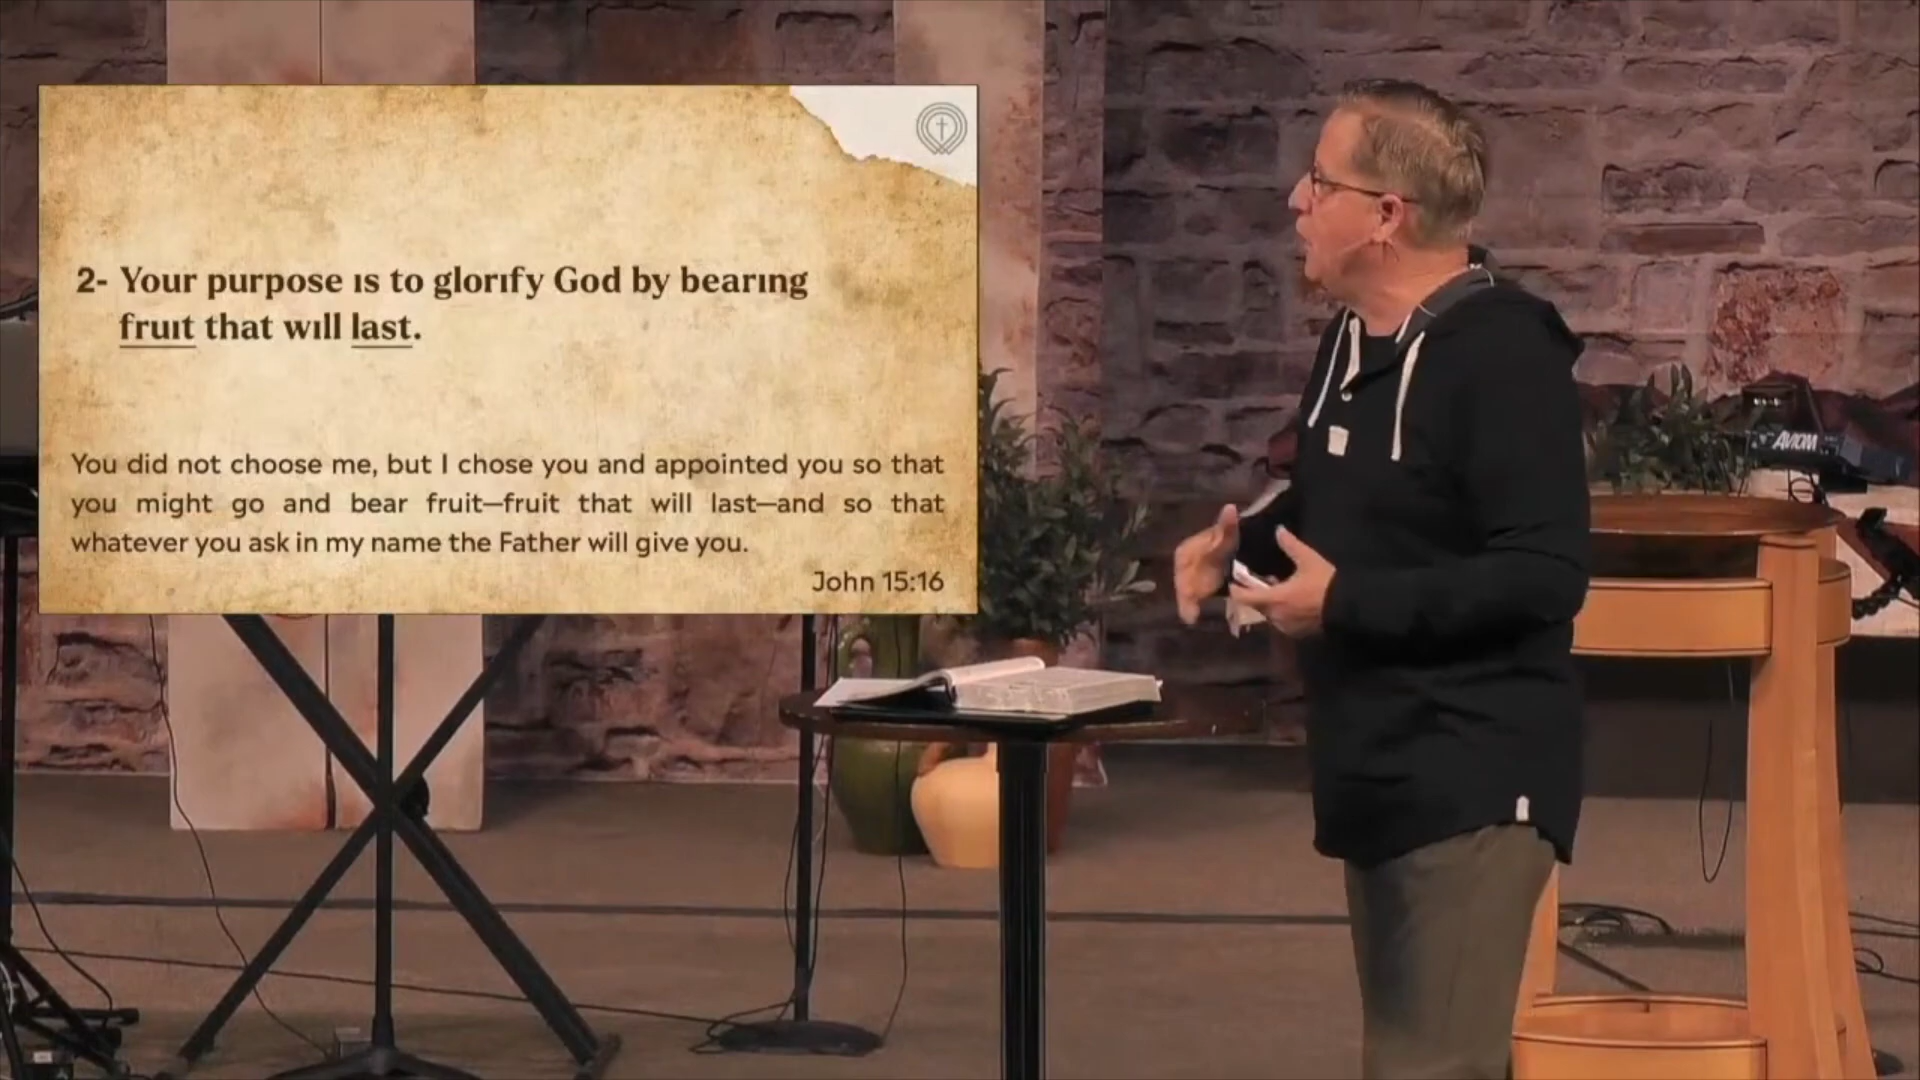 2- Your purpose is to glorify God by bearing
fruit that will last.
You did not choose me, but I chose you and appointed you so that
you might go and bear fruit—fruit that will last—and so that
whatever you ask in my name the Father will give you.
John 15:16
AVIOM